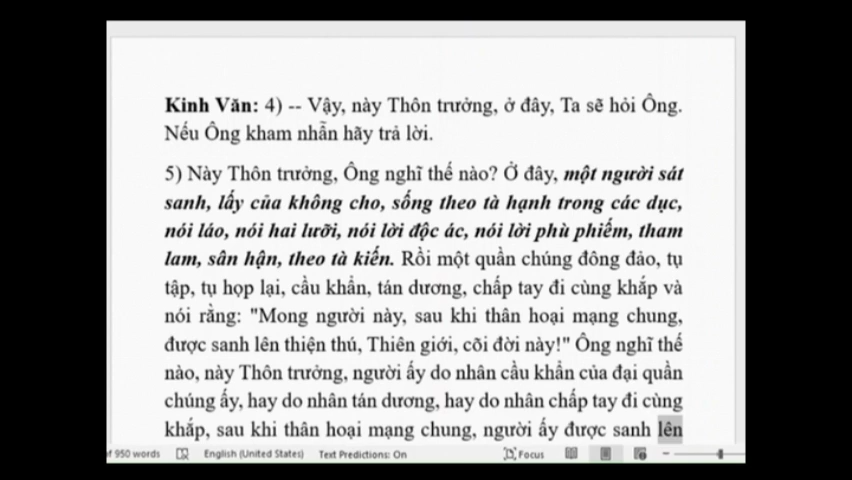 Kinh Văn: 4) -- Vậy, này Thôn trưởng, ở đây, Ta sẽ hỏi Ông.
Nếu Ông kham nhẫn hãy trả lời.
5) Này Thôn trưởng, Ông nghĩ thế nào? Ở đây, một người sát
sanh, lấy của không cho, sống theo tà hạnh trong các dục,
nói láo, nói hai lưỡi, nói lời độc ác, nói lời phù phiếm, tham
lam, sân hận, theo tà kiến. Rồi một quần chúng đông đảo, tụ
tập, tụ họp lại, cầu khẩn, tán dương, chấp tay đi cùng khắp và
nói rằng: "Mong người này, sau khi thân hoại mạng chung,
được sanh lên thiện thú, Thiên giới, cõi đời này!" Ông nghĩ thế
nào, này Thôn trưởng, người ấy do nhân cầu khẩn của đại quần
chúng ấy, hay do nhân tán dương, hay do nhân chấp tay đi cùng
khắp, sau khi thân hoại mạng chung, người ấy được sanh lên
of 950 words English (United States) Text Predictions: On Focus